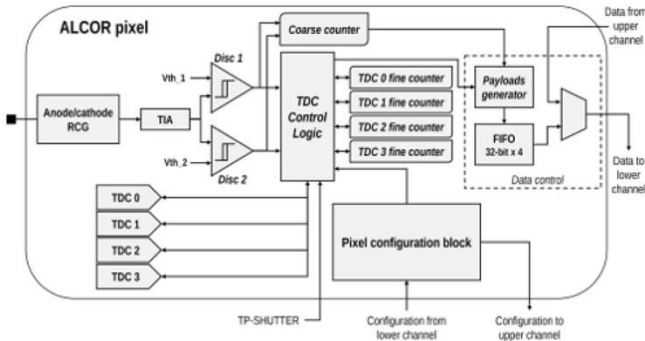 ALCOR pixel
Data from
upper
channel
Coarse counter
Disc 1
Vth_1
TDC 0 fine counter
Payloads
generator
TDC
Control
Logic
TDC 1 fine counter
Anode/cathode
RCG
TIA
TDC 2 fine counter
FIFO
32-bit x 4
TDC 3 fine counter
Vth_2
Disc 2
Data control
Data to
lower
channel
TDC 0
TDC 1
TDC 2
TDC 3
Pixel configuration block
TP-SHUTTER
Configuration from
lower channel
Configuration to
upper channel